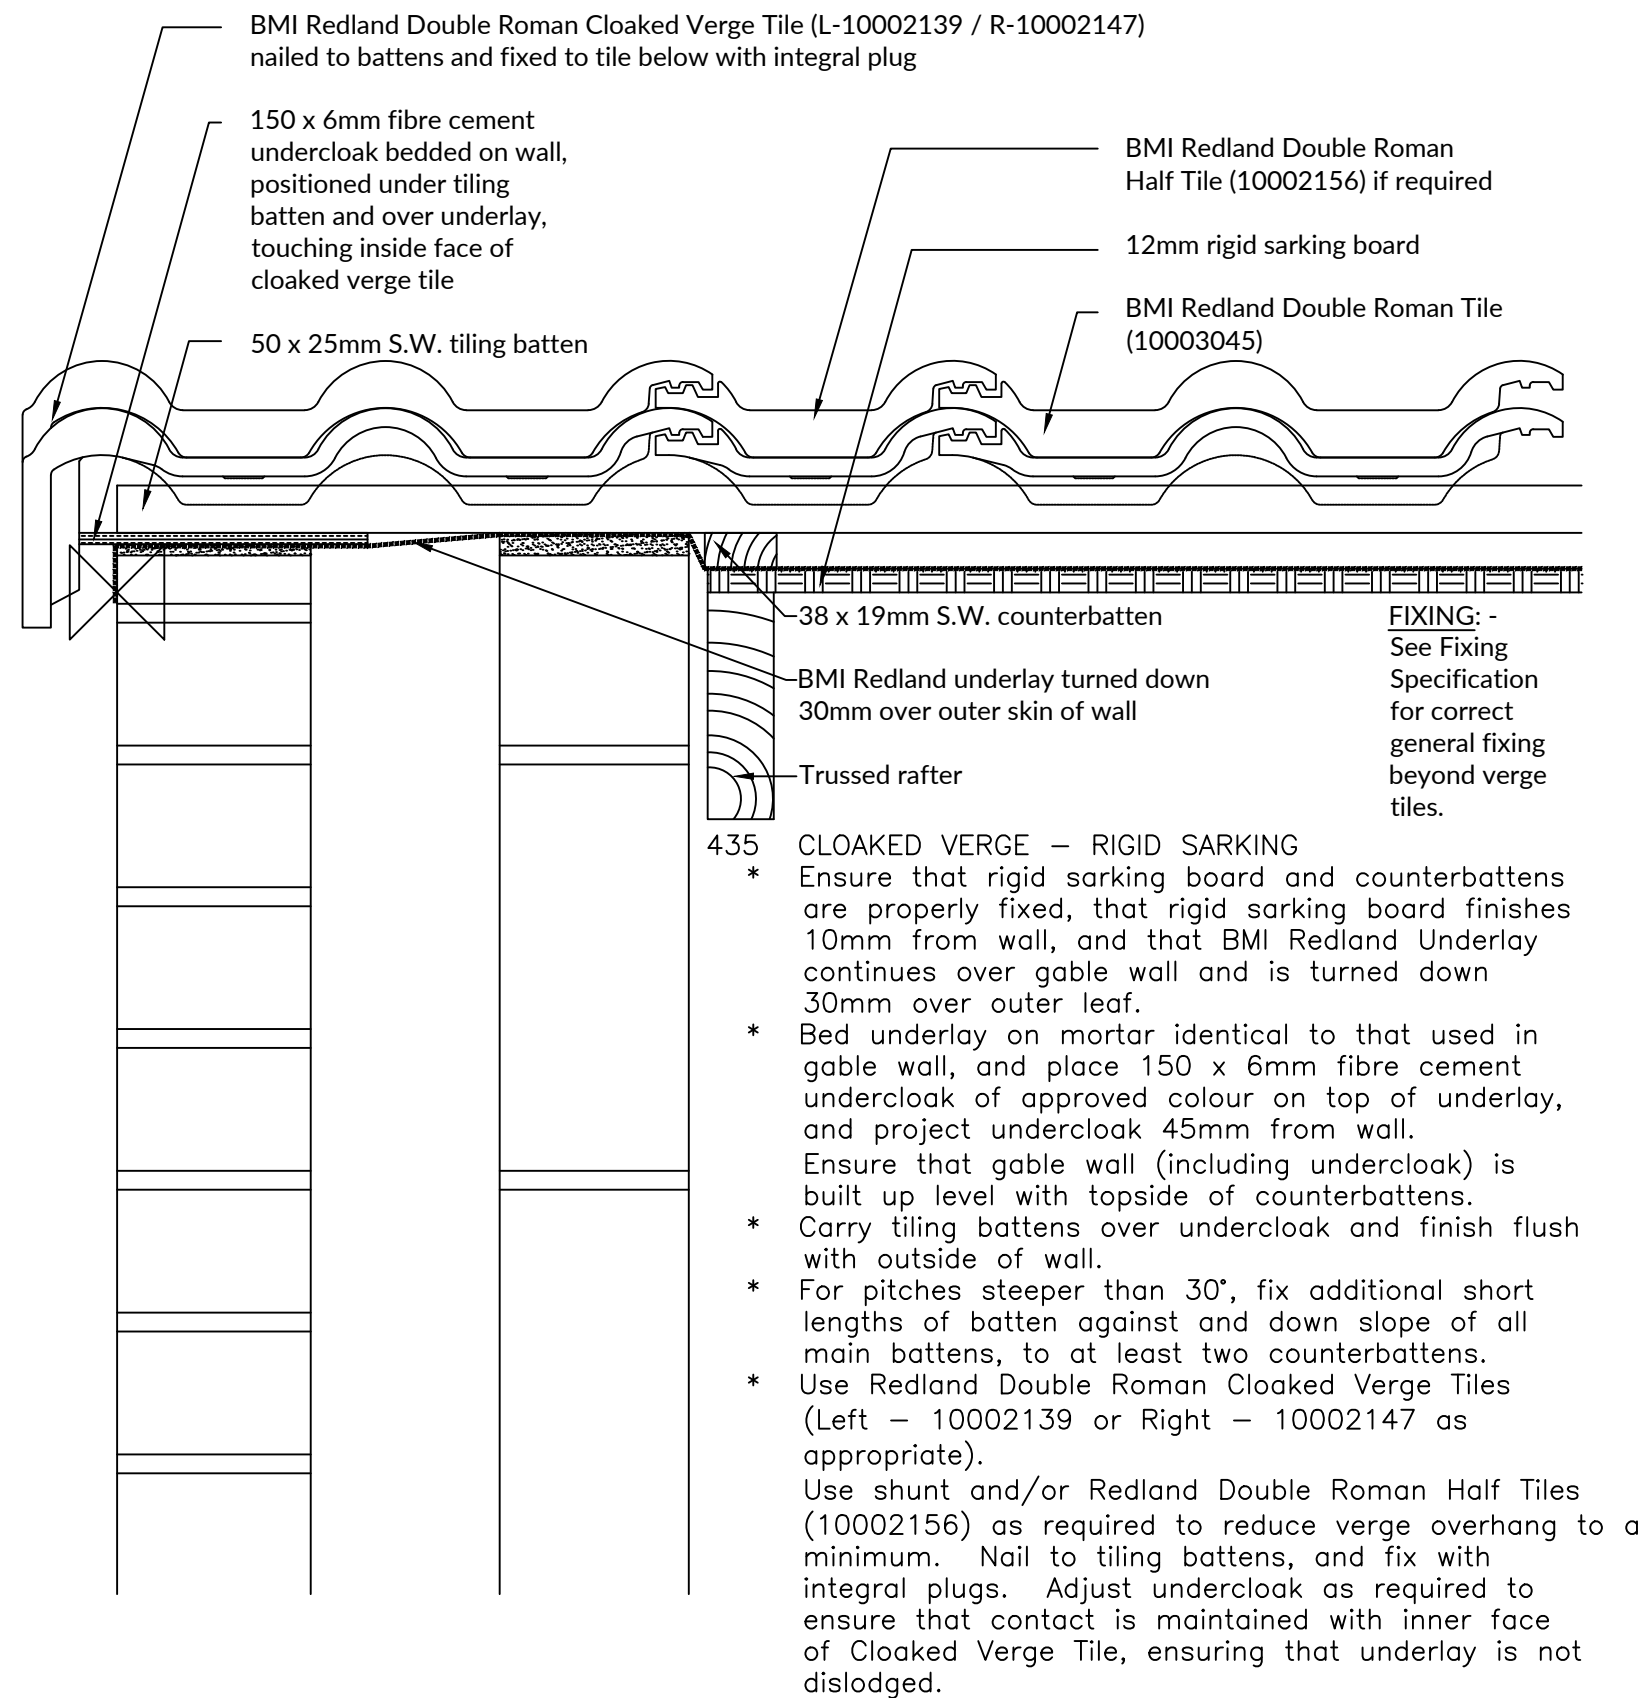 BMI Redland Double Roman Cloaked Verge Tile (L-10002139 / R-10002147)
nailed to battens and fixed to tile below with integral plug
150 x 6mm fibre cement
undercloak bedded on wall,
positioned under tiling
batten and over underlay,
touching inside face of
cloaked verge tile
50 x 25mm S.W. tiling batten
BMI Redland Double Roman
Half Tile (10002156) if required
12mm rigid sarking board
BMI Redland Double Roman Tile
(10003045)
38 x 19mm S.W. counterbatten
BMI Redland underlay turned down
30mm over outer skin of wall
Trussed rafter
FIXING: -
See Fixing
Specification
for correct
general fixing
beyond verge
tiles.
435 CLOAKED VERGE – RIGID SARKING
* Ensure that rigid sarking board and counterbattens
are properly fixed, that rigid sarking board finishes
10mm from wall, and that BMI Redland Underlay
continues over gable wall and is turned down
30mm over outer leaf.
* Bed underlay on mortar identical to that used in
gable wall, and place 150 x 6mm fibre cement
undercloak of approved colour on top of underlay,
and project undercloak 45mm from wall.
Ensure that gable wall (including undercloak) is
built up level with topside of counterbattens.
* Carry tiling battens over undercloak and finish flush
with outside of wall.
* For pitches steeper than 30°, fix additional short
lengths of batten against and down slope of all
main battens, to at least two counterbattens.
* Use Redland Double Roman Cloaked Verge Tiles
(Left – 10002139 or Right – 10002147 as
appropriate).
Use shunt and/or Redland Double Roman Half Tiles
(10002156) as required to reduce verge overhang to a
minimum. Nail to tiling battens, and fix with
integral plugs. Adjust undercloak as required to
ensure that contact is maintained with inner face
of Cloaked Verge Tile, ensuring that underlay is not
dislodged.